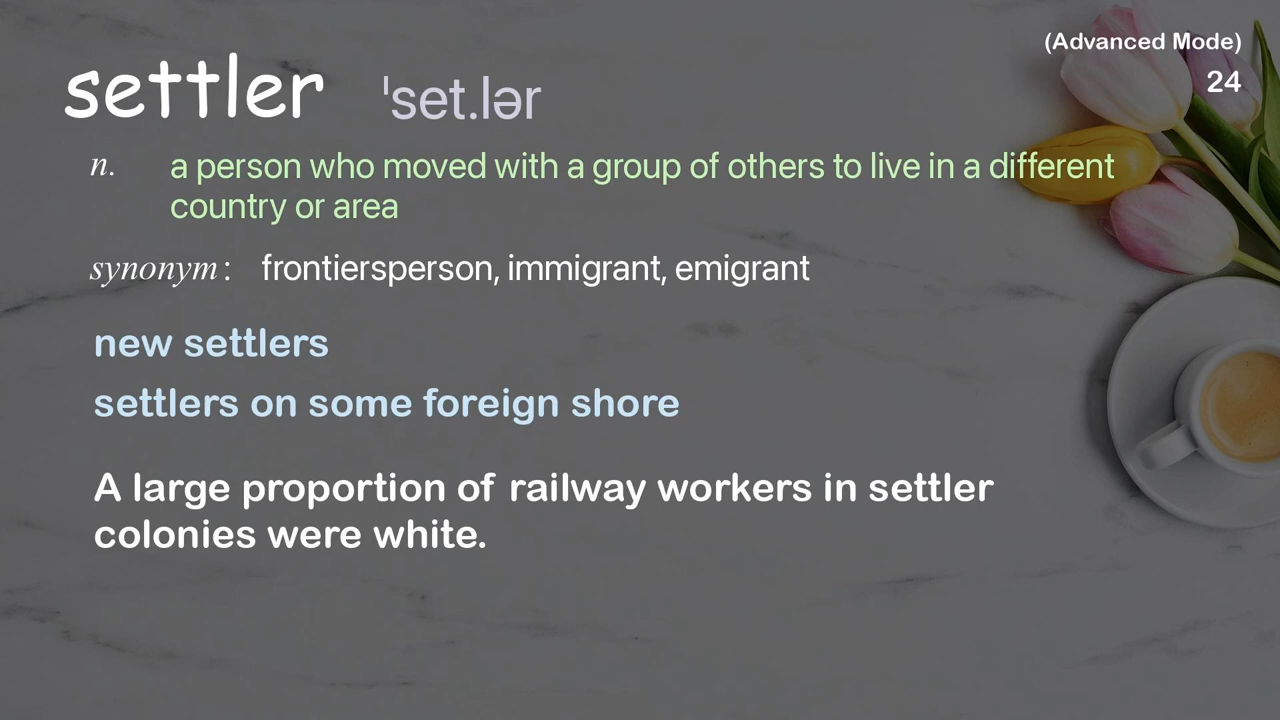 (Advanced Mode)
settler ˈset.lər
24
n. a person who moved with a group of others to live in a different
country or area
synonym: frontiersperson, immigrant, emigrant
new settlers
settlers on some foreign shore
A large proportion of railway workers in settler
colonies were white.